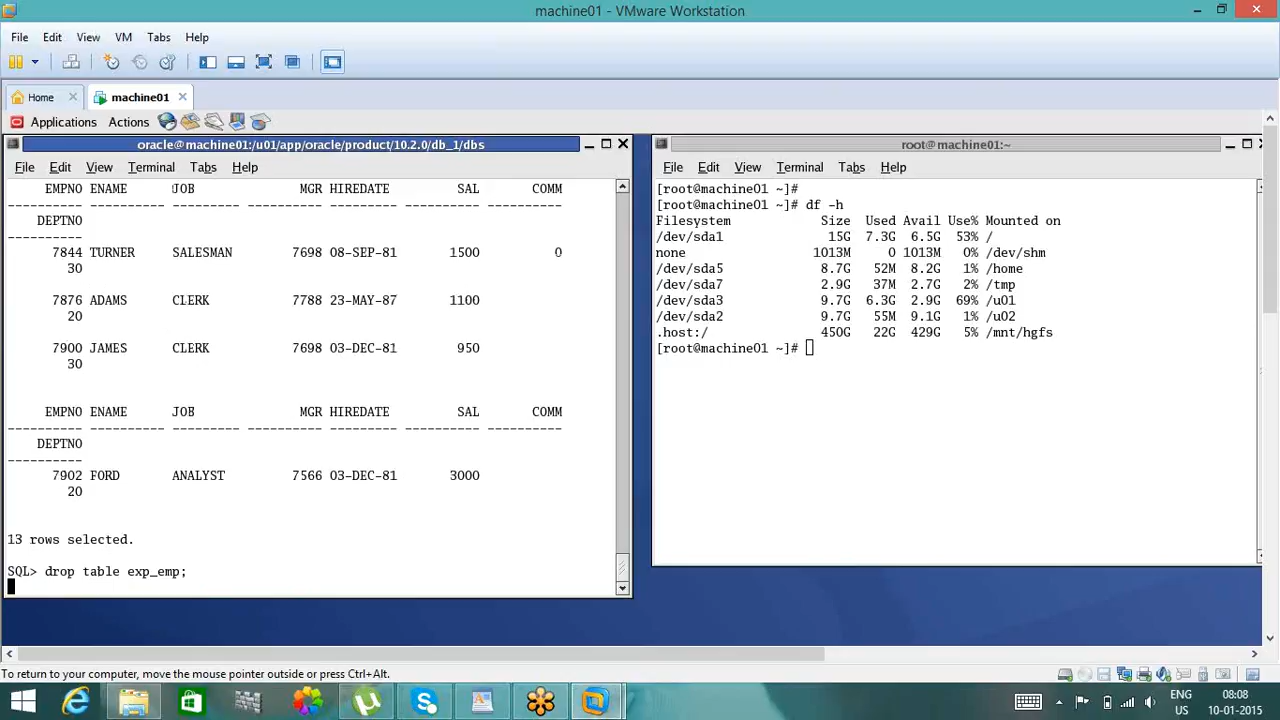 machine01 - VMware Workstation
File Edit View VM Tabs Help
Home machine01
Applications Actions
oracle@machine01:/u01/app/oracle/product/10.2.0/db_1/dbs
File Edit View Terminal Tabs Help
EMPNO ENAME JOB MGR HIREDATE SAL COMM
---------- ---------- --------- ---------- --------- ---------- ----------
DEPTNO
----------
7844 TURNER SALESMAN 7698 08-SEP-81 1500 0
30
7876 ADAMS CLERK 7788 23-MAY-87 1100
20
7900 JAMES CLERK 7698 03-DEC-81 950
30
EMPNO ENAME JOB MGR HIREDATE SAL COMM
---------- ---------- --------- ---------- --------- ---------- ----------
DEPTNO
----------
7902 FORD ANALYST 7566 03-DEC-81 3000
20
13 rows selected.
SQL> drop table exp_emp;
root@machine01:~
File Edit View Terminal Tabs Help
[root@machine01 ~]#
[root@machine01 ~]# df -h
Filesystem Size Used Avail Use% Mounted on
/dev/sda1 15G 7.3G 6.5G 53% /
none 1013M 0 1013M 0% /dev/shm
/dev/sda5 8.7G 52M 8.2G 1% /home
/dev/sda7 2.9G 37M 2.7G 2% /tmp
/dev/sda3 9.7G 6.3G 2.9G 69% /u01
/dev/sda2 9.7G 55M 9.1G 1% /u02
.host:/ 450G 22G 429G 5% /mnt/hgfs
[root@machine01 ~]#
To return to your computer, move the mouse pointer outside or press Ctrl+Alt.
ENG 08:08
US 10-01-2015